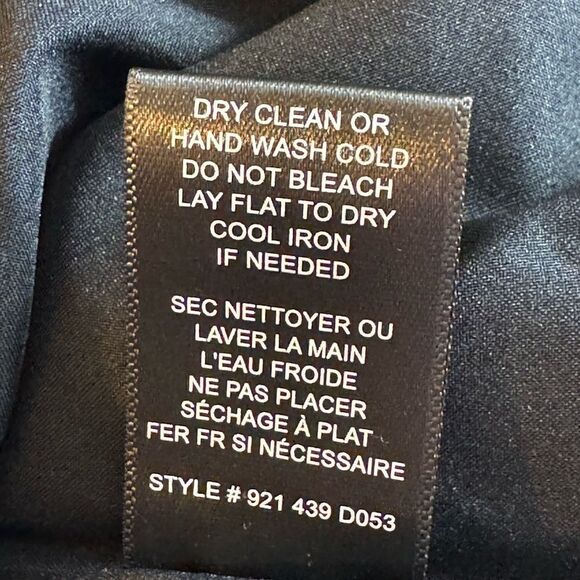 DRY CLEAN OR
HAND WASH COLD
DO NOT BLEACH
LAY FLAT TO DRY
COOL IRON
IF NEEDED
SEC NETTOYER OU
LAVER LA MAIN
L'EAU FROIDE
NE PAS PLACER
SÉCHAGE À PLAT
FER FR SI NÉCESSAIRE
STYLE # 921 439 D053